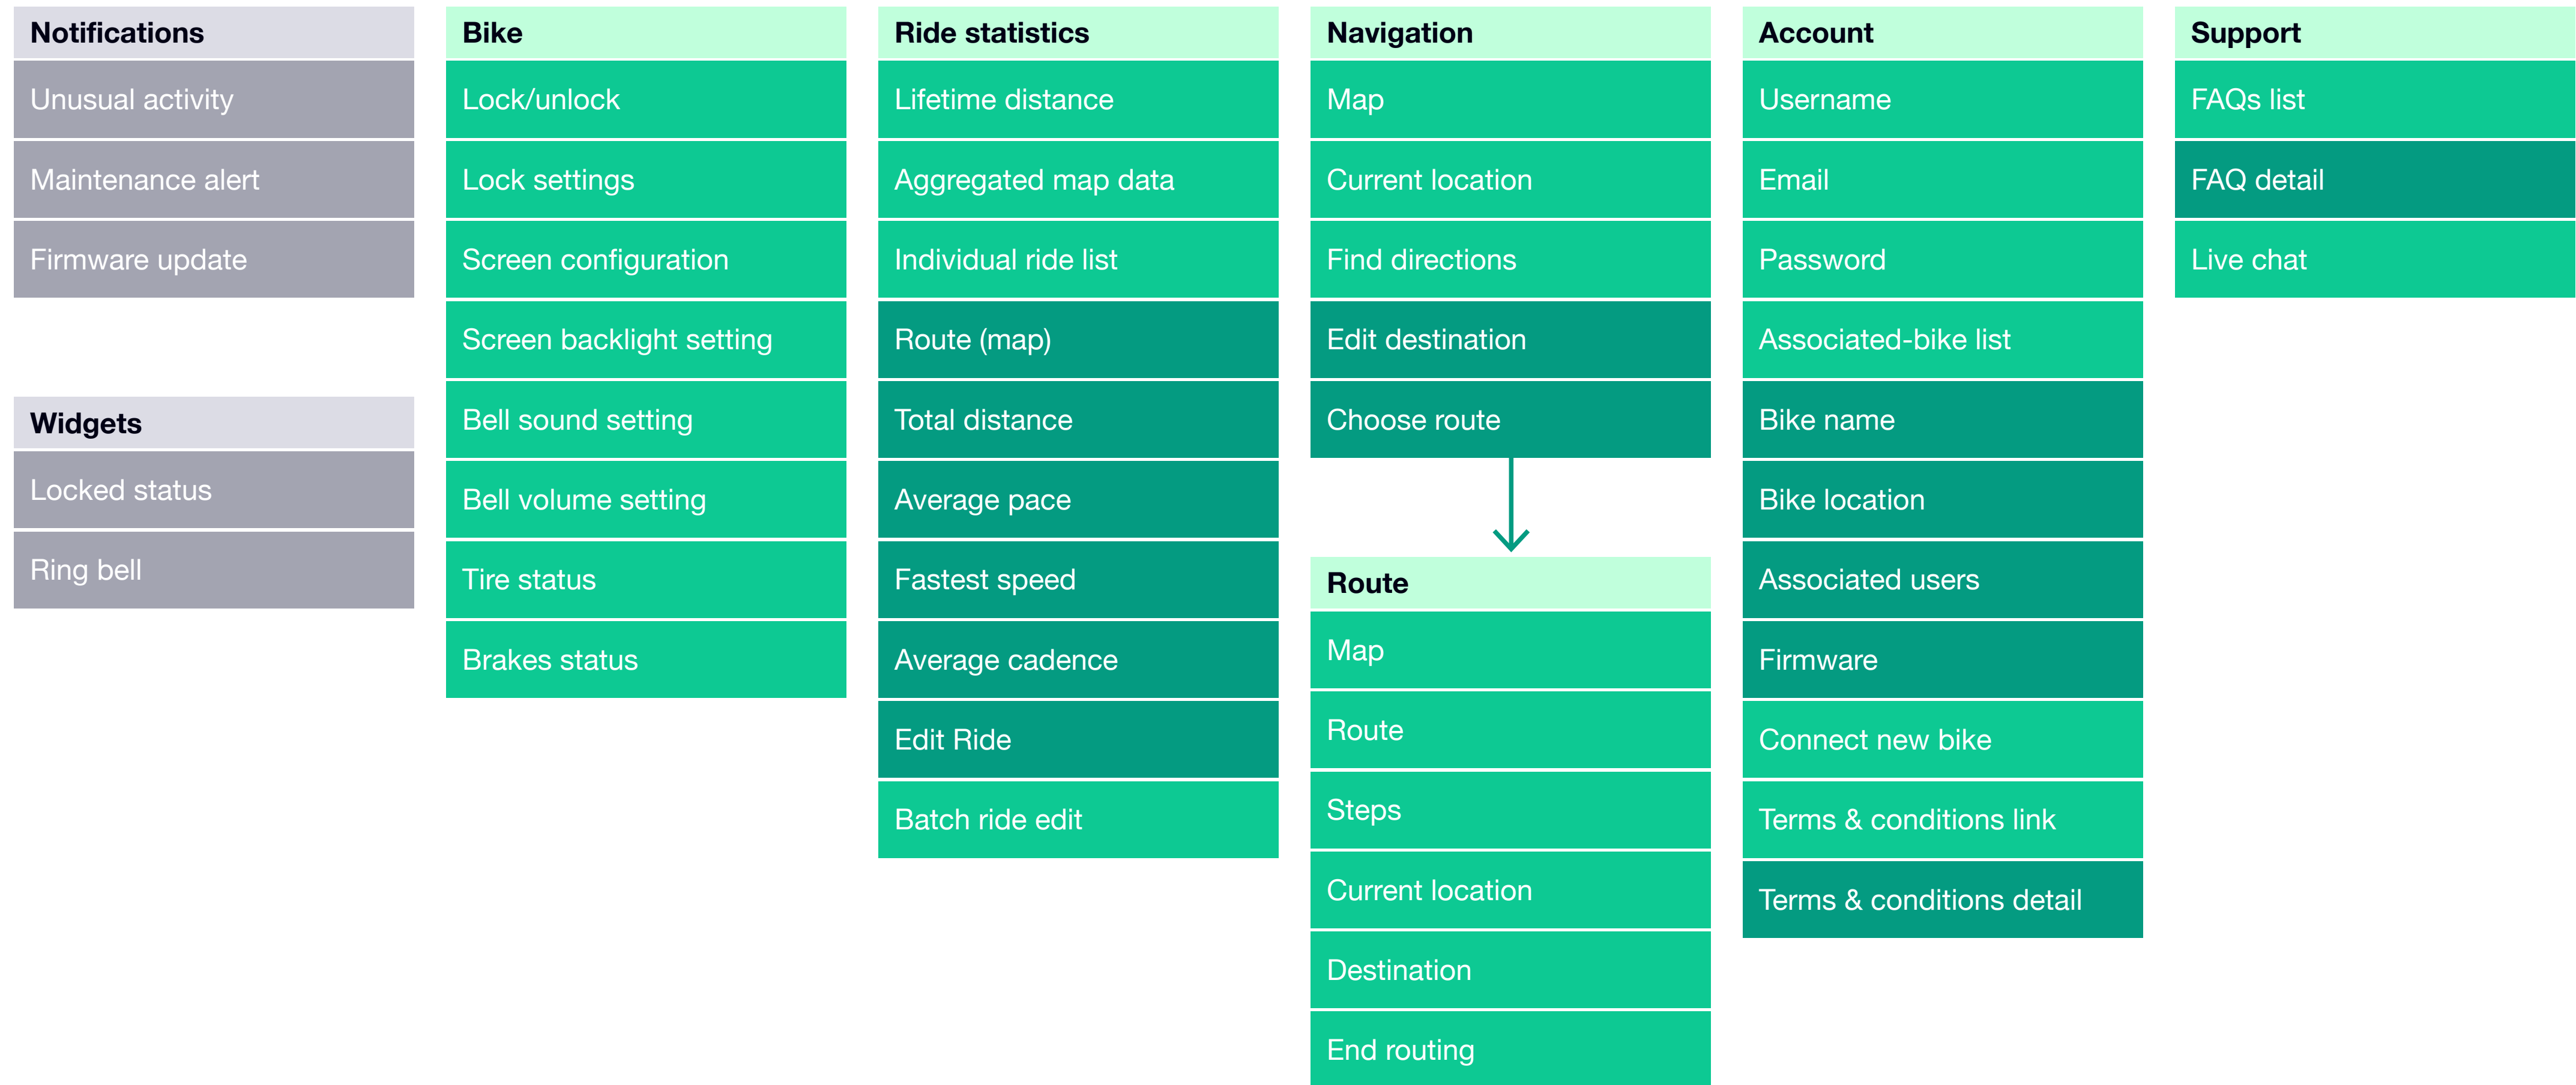 Notifications
Unusual activity
Maintenance alert
Firmware update
Widgets
Locked status
Ring bell
Bike
Lock/unlock
Lock settings
Screen configuration
Screen backlight setting
Bell sound setting
Bell volume setting
Tire status
Brakes status
Ride statistics
Lifetime distance
Aggregated map data
Individual ride list
Route (map)
Total distance
Average pace
Fastest speed
Average cadence
Edit Ride
Batch ride edit
Navigation
Map
Current location
Find directions
Edit destination
Choose route
Route
Map
Route
Steps
Current location
Destination
End routing
Account
Username
Email
Password
Associated-bike list
Bike name
Bike location
Associated users
Firmware
Connect new bike
Terms & conditions link
Terms & conditions detail
Support
FAQs list
FAQ detail
Live chat